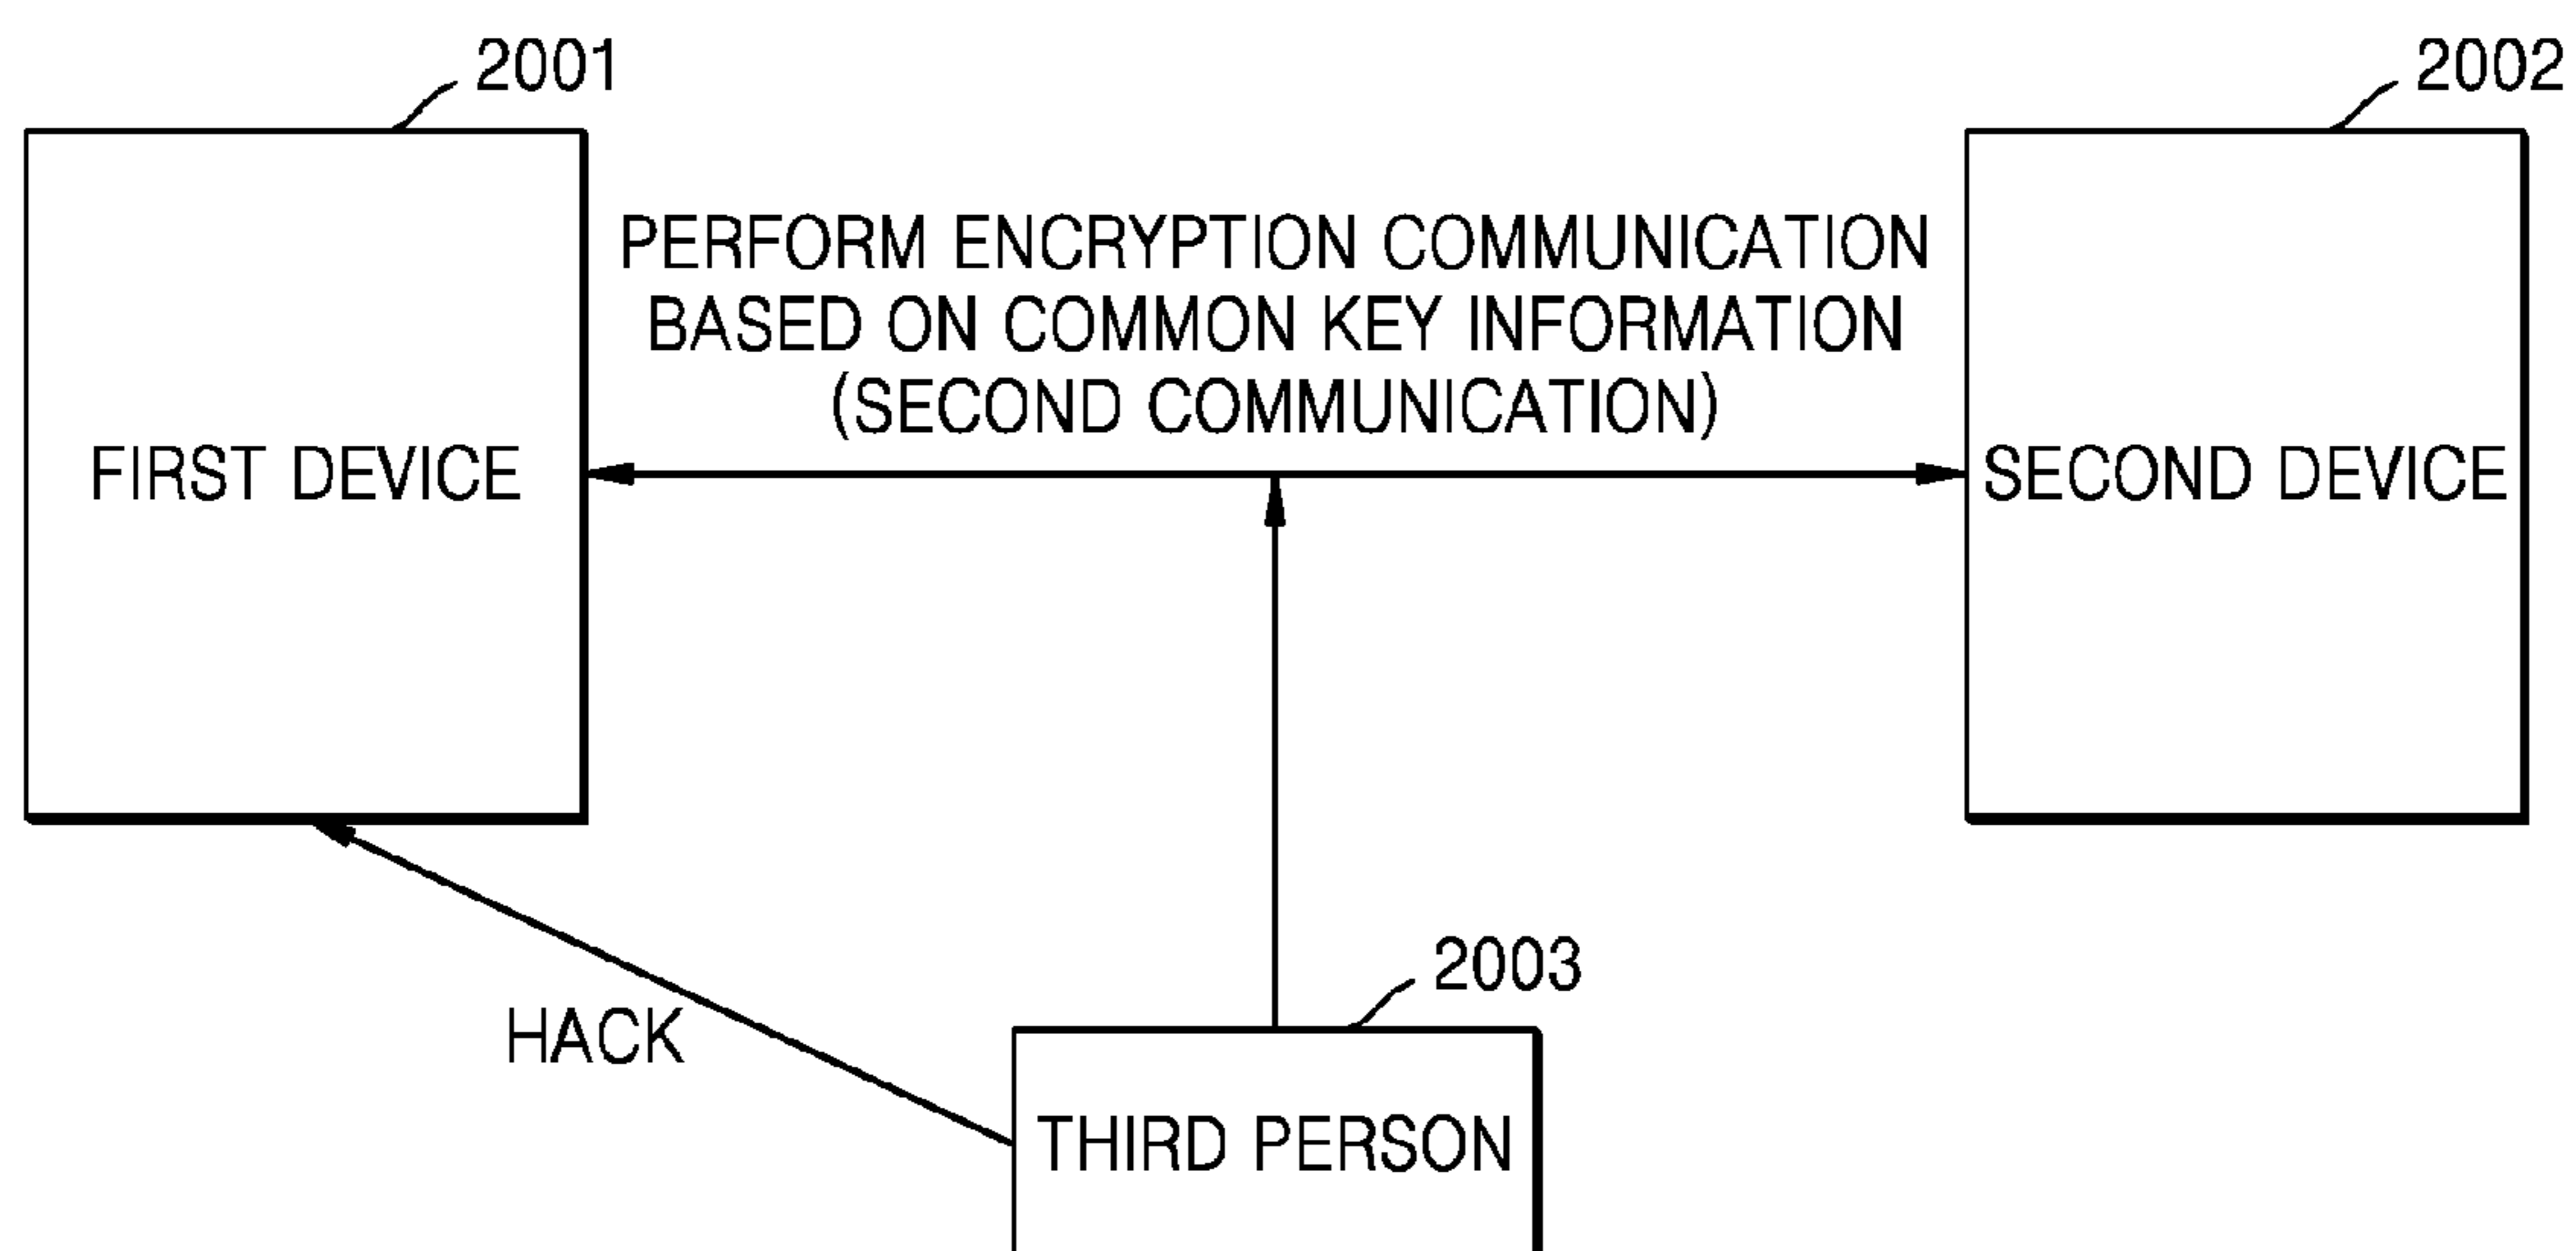 2001
2002
PERFORM ENCRYPTION COMMUNICATION
BASED ON COMMON KEY INFORMATION
(SECOND COMMUNICATION)
FIRST DEVICE
SECOND DEVICE
2003
HACK
THIRD PERSON